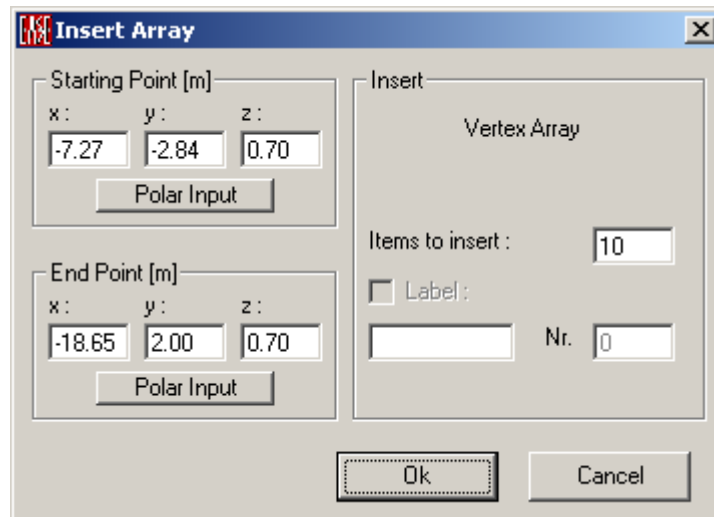 EASE
Insert Array
Starting Point [m]
x : y : z :
-7.27 -2.84 0.70
Polar Input
End Point [m]
x : y : z :
-18.65 2.00 0.70
Polar Input
Insert
Vertex Array
Items to insert : 10
Label :
Nr. 0
Ok Cancel